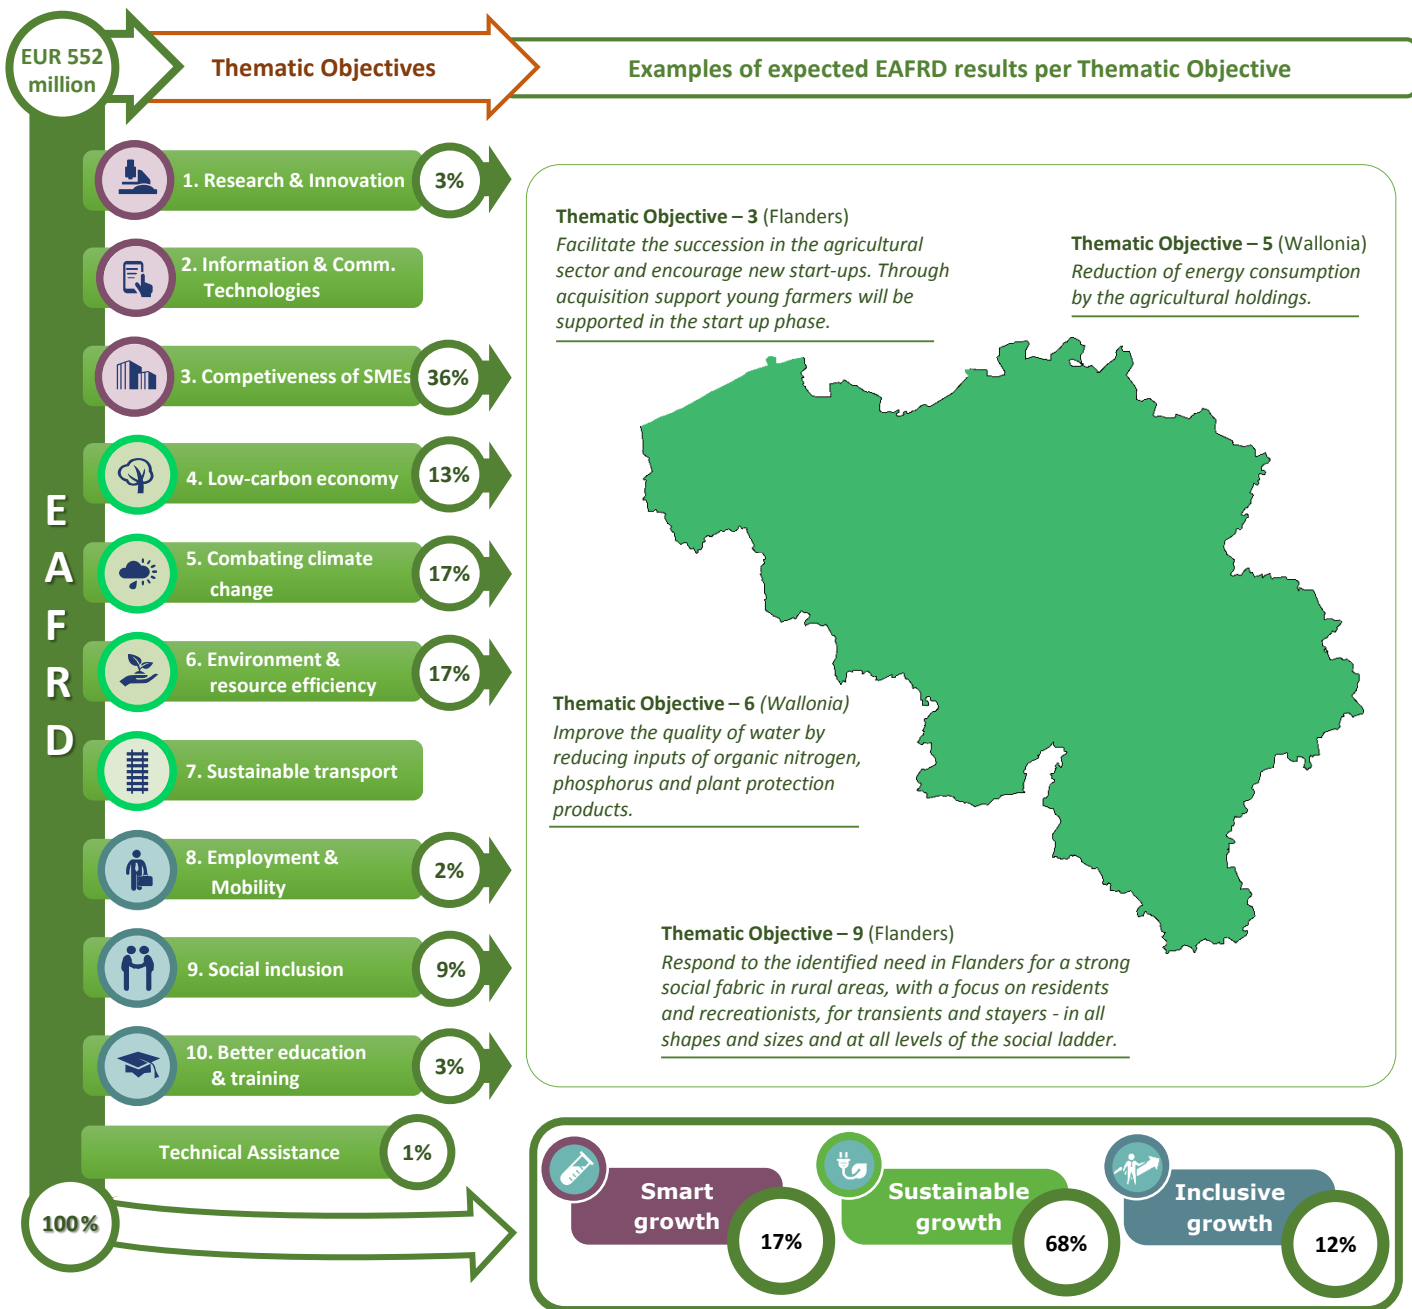 EUR 552
million
Thematic Objectives
Examples of expected EAFRD results per Thematic Objective
EAFRD
1. Research & Innovation
3%
2. Information & Comm.
Technologies
3. Competiveness of SMEs
36%
4. Low-carbon economy
13%
5. Combating climate
change
17%
6. Environment &
resource efficiency
17%
7. Sustainable transport
8. Employment &
Mobility
2%
9. Social inclusion
9%
10. Better education
& training
3%
Technical Assistance
1%
100%
Thematic Objective – 3 (Flanders)
Facilitate the succession in the agricultural
sector and encourage new start-ups. Through
acquisition support young farmers will be
supported in the start up phase.
Thematic Objective – 5 (Wallonia)
Reduction of energy consumption
by the agricultural holdings.
Thematic Objective – 6 (Wallonia)
Improve the quality of water by
reducing inputs of organic nitrogen,
phosphorus and plant protection
products.
Thematic Objective – 9 (Flanders)
Respond to the identified need in Flanders for a strong
social fabric in rural areas, with a focus on residents
and recreationists, for transients and stayers - in all
shapes and sizes and at all levels of the social ladder.
Smart
growth
17%
Sustainable
growth
68%
Inclusive
growth
12%